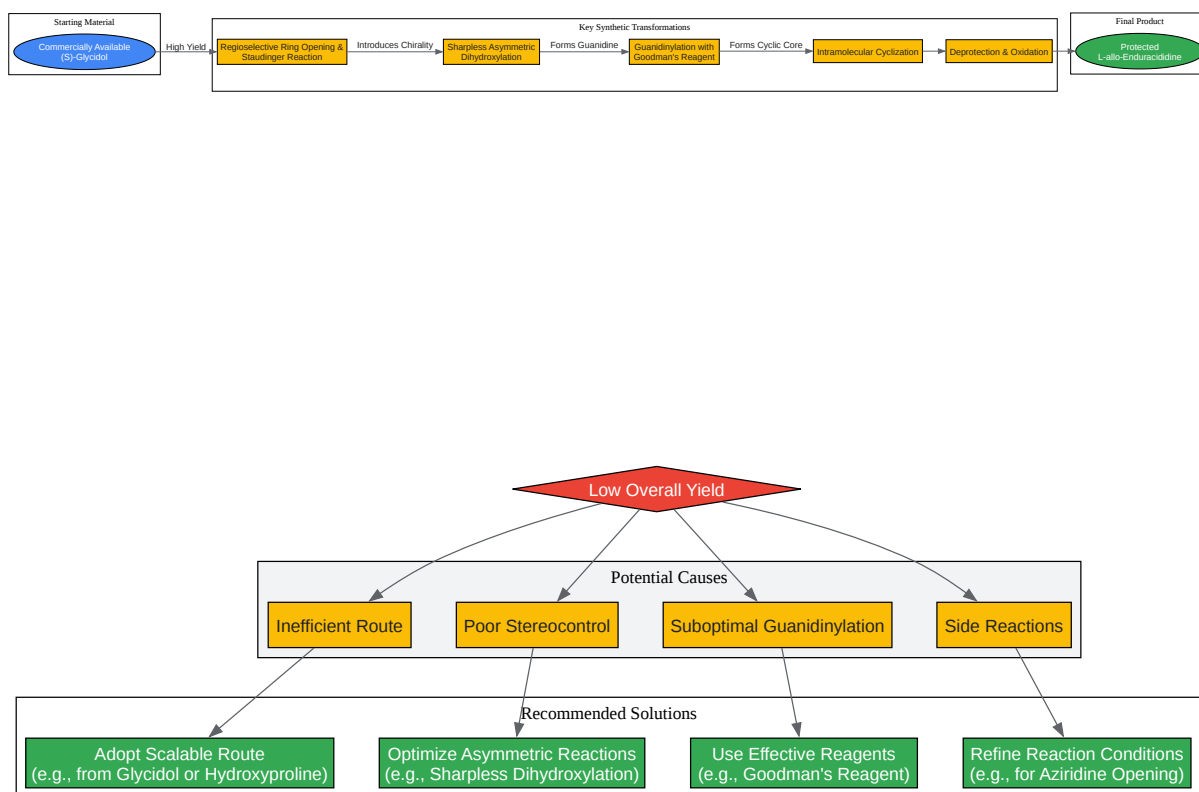 Starting Material
Commercially Available
(S)-Glycidol
High Yield
Key Synthetic Transformations
Regioselective Ring Opening &
Staudinger Reaction
Introduces Chirality
Sharpless Asymmetric
Dihydroxylation
Forms Guanidine
Guanidinylation with
Goodman's Reagent
Forms Cyclic Core
Intramolecular Cyclization
Deprotection & Oxidation
Final Product
Protected
L-allo-Enduracididine
Low Overall Yield
Potential Causes
Inefficient Route
Poor Stereocontrol
Suboptimal Guanidinylation
Side Reactions
Recommended Solutions
Adopt Scalable Route
(e.g., from Glycidol or Hydroxyproline)
Optimize Asymmetric Reactions
(e.g., Sharpless Dihydroxylation)
Use Effective Reagents
(e.g., Goodman's Reagent)
Refine Reaction Conditions
(e.g., for Aziridine Opening)